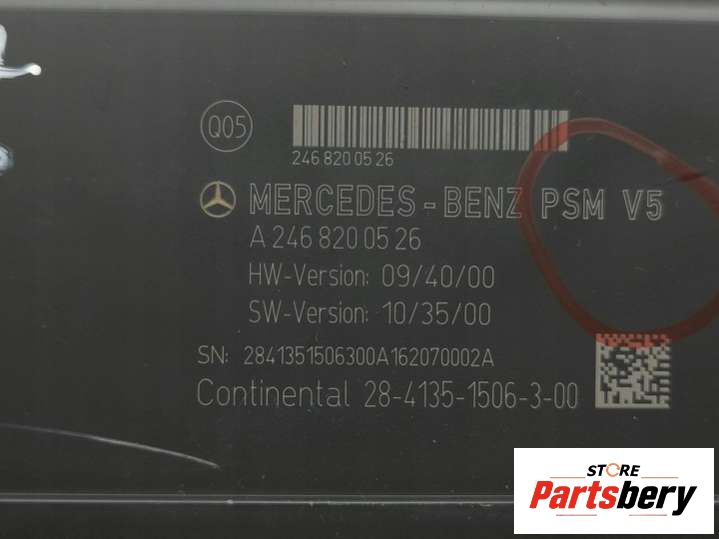 Q05
246 820 05 26
MERCEDES-BENZ PSM V5
A 246 820 05 26
HW-Version: 09/40/00
SW-Version: 10/35/00
SN: 2841351506300A162070002A
Continental 28-4135-1506-3-00
STORE
Partsbery